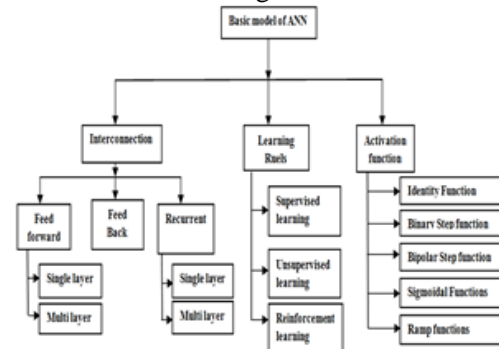 Basic model of ANN
Interconnection
Learning
Ruels
Activation
function
Feed
forward
Feed
Back
Recurrent
Single layer
Multi layer
Single layer
Multi layer
Supervised
learning
Unsupervised
learning
Reinforcement
learning
Identity Function
Binary Step function
Bipolar Step function
Sigmoidal Functions
Ramp functions